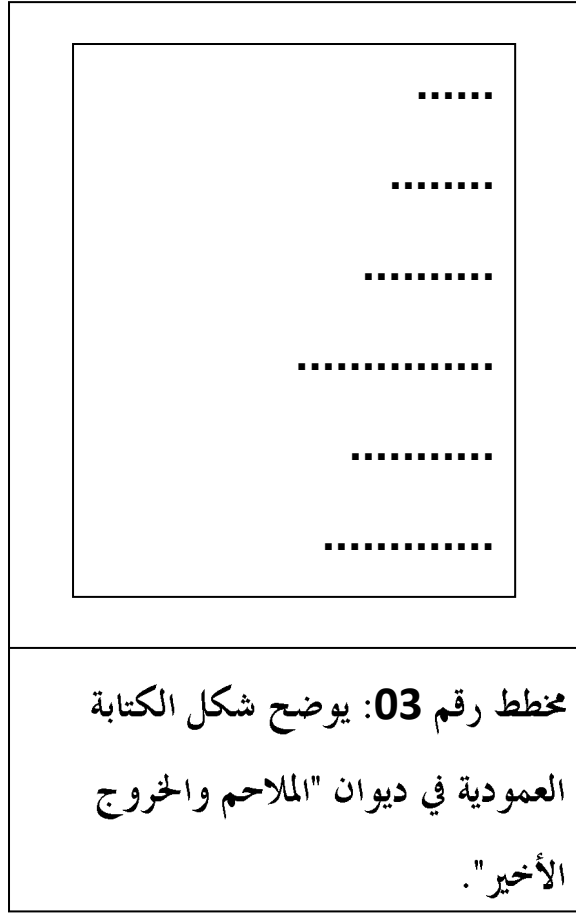 ......
........
..........
...............
...........
.............
مخطط رقم 03: يوضح شكل الكتابة
العمودية في ديوان "الملاحم والخروج
الأخير".